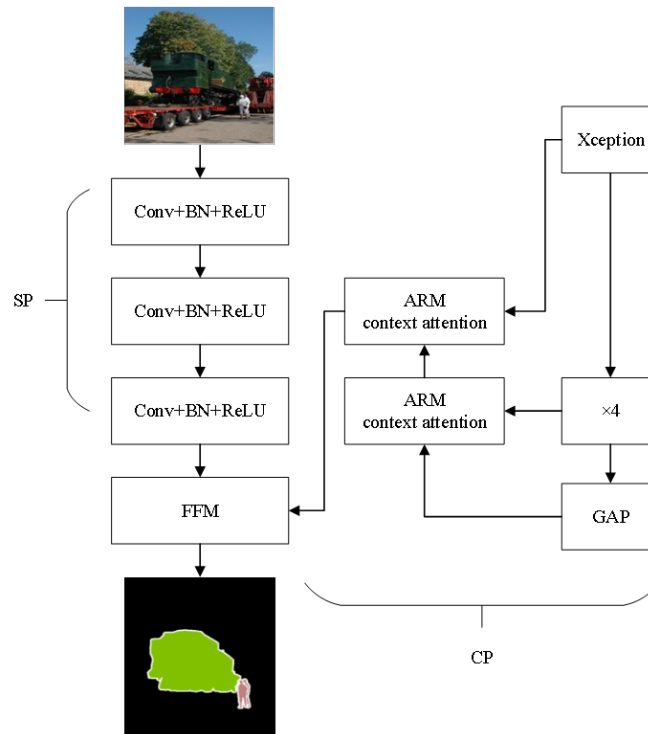 Xception
Conv+BN+ReLU
SP
Conv+BN+ReLU
ARM
context attention
Conv+BN+ReLU
ARM
context attention
×4
FFM
GAP
CP